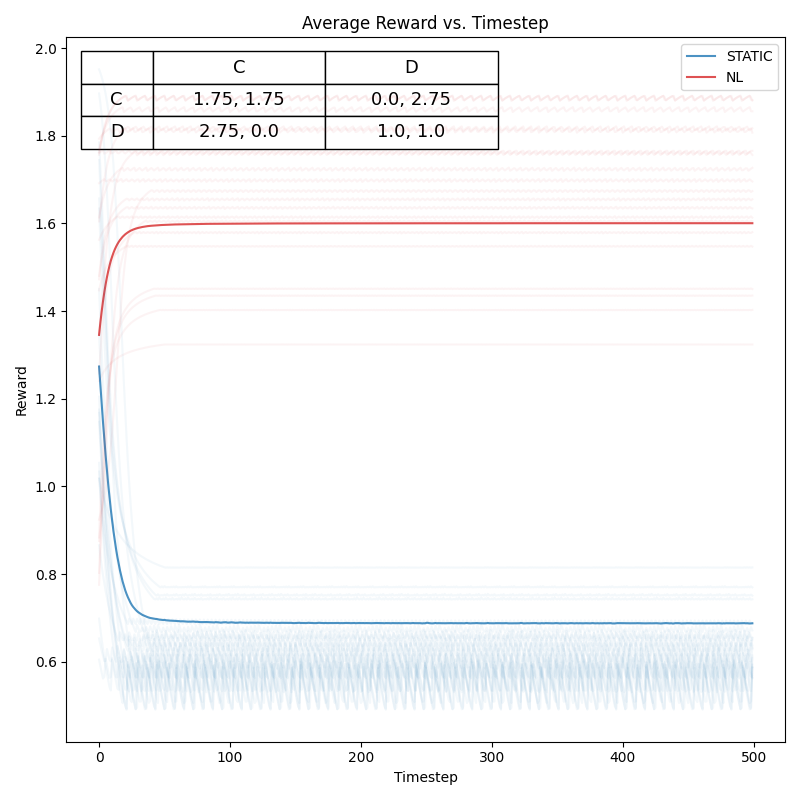 Average Reward vs. Timestep
C D
C 1.75, 1.75 0.0, 2.75
D 2.75, 0.0 1.0, 1.0
STATIC
NL
2.0
1.8
1.6
1.4
1.2
1.0
0.8
0.6
Reward
0 100 200 300 400 500
Timestep